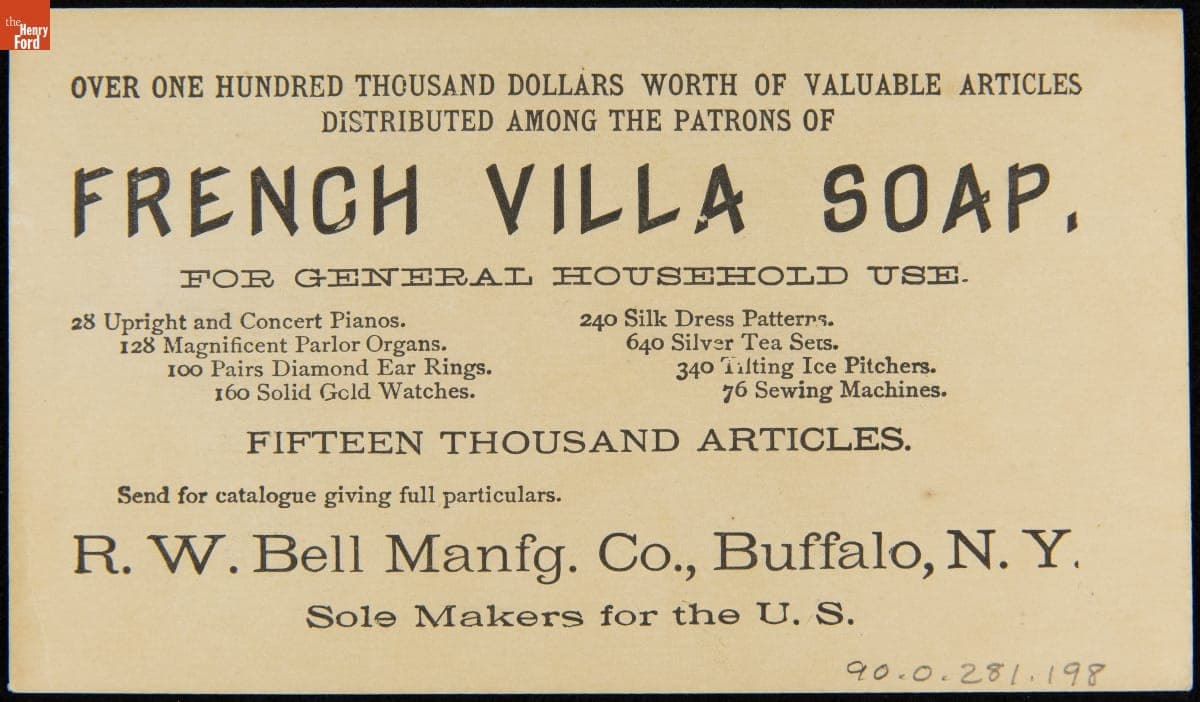 the
Henry
Ford
OVER ONE HUNDRED THOUSAND DOLLARS WORTH OF VALUABLE ARTICLES
DISTRIBUTED AMONG THE PATRONS OF
FRENCH VILLA SOAP.
FOR GENERAL HOUSEHOLD USE.
28 Upright and Concert Pianos.
128 Magnificent Parlor Organs.
100 Pairs Diamond Ear Rings.
160 Solid Gold Watches.
240 Silk Dress Patterns.
640 Silver Tea Sets.
340 Tilting Ice Pitchers.
76 Sewing Machines.
FIFTEEN THOUSAND ARTICLES.
Send for catalogue giving full particulars.
R. W. Bell Manfg. Co., Buffalo, N. Y.
Sole Makers for the U. S.
90.0.281.198